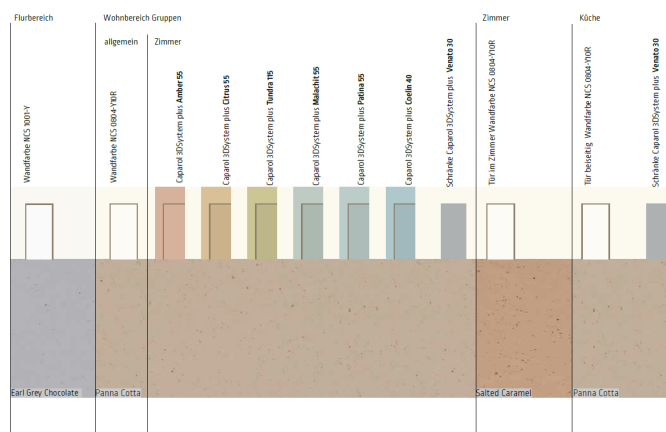 Flurbereich
Wohnbereich Gruppen
Zimmer
Küche
allgemein
Zimmer
Wandfarbe NCS 1001-Y
Wandfarbe NCS 0804-Y10R
Caparol 3DSystem plus Amber 55
Caparol 3DSystem plus Citrus 55
Caparol 3DSystem plus Tundra 115
Caparol 3DSystem plus Malachit 55
Caparol 3DSystem plus Patina 55
Caparol 3DSystem plus Coelin 40
Schränke Caparol 3DSystem plus Venato 30
Tür im Zimmer Wandfarbe NCS 0804-Y10R
Tür beiseitig Wandfarbe NCS 0804-Y10R
Schränke Caparol 3DSystem plus Venato 30
Earl Grey Chocolate
Panna Cotta
Salted Caramel
Panna Cotta